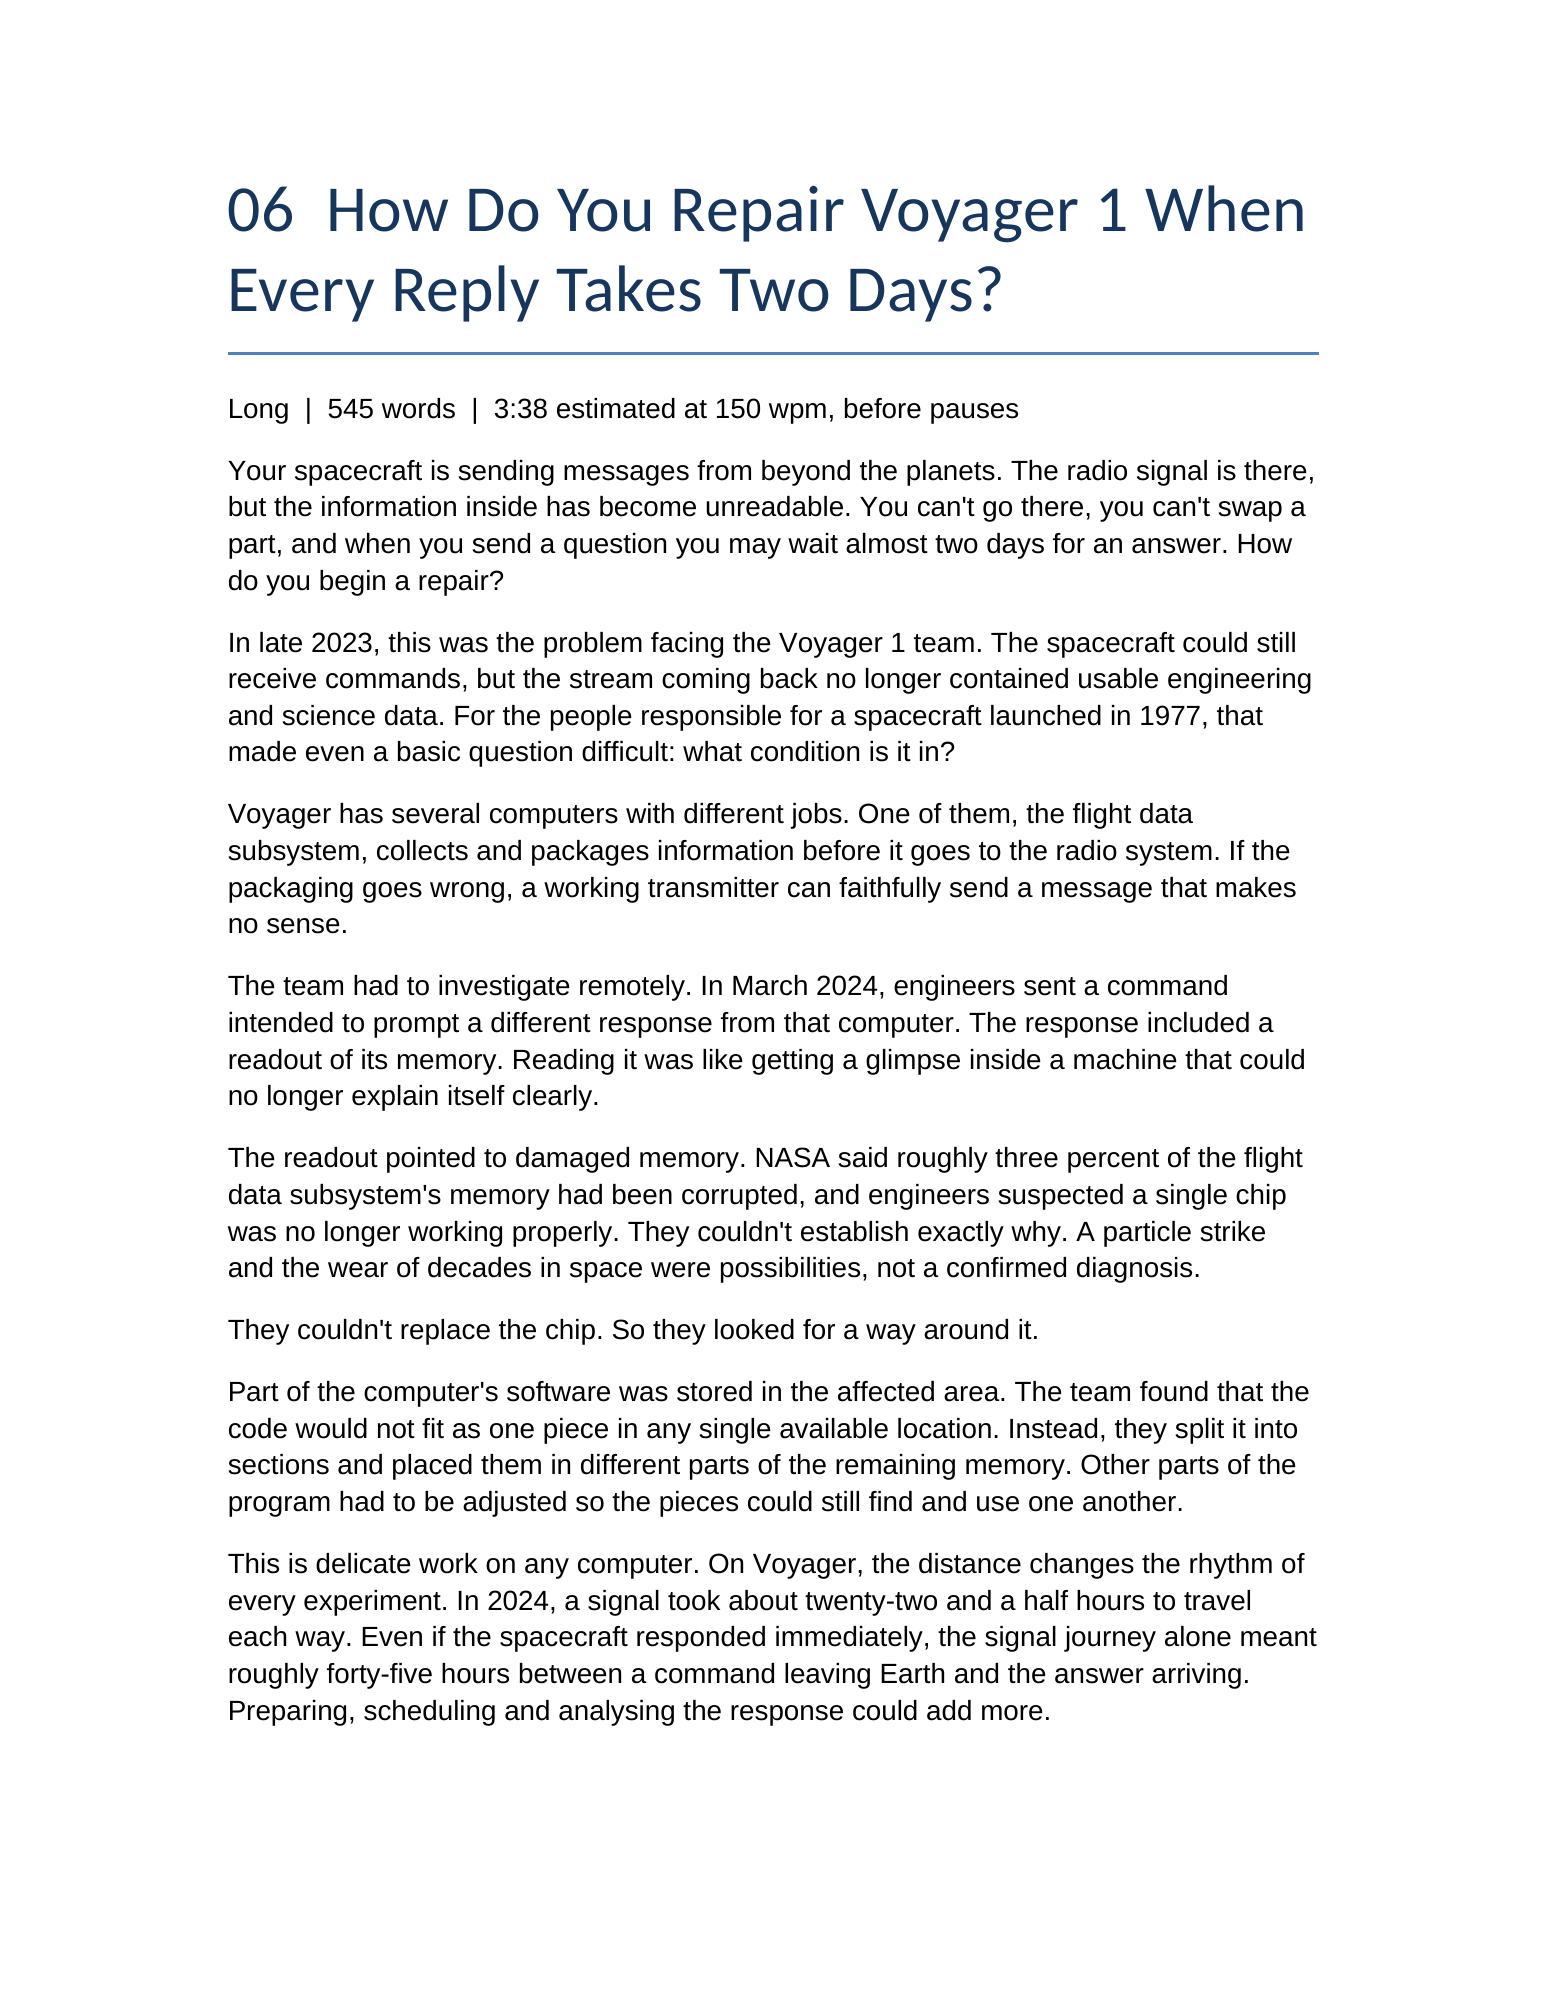 06  How Do You Repair Voyager 1 When
Every Reply Takes Two Days?
Long  |  545 words  |  3:38 estimated at 150 wpm, before pauses
Your spacecraft is sending messages from beyond the planets. The radio signal is there,
but the information inside has become unreadable. You can't go there, you can't swap a
part, and when you send a question you may wait almost two days for an answer. How
do you begin a repair?
In late 2023, this was the problem facing the Voyager 1 team. The spacecraft could still
receive commands, but the stream coming back no longer contained usable engineering
and science data. For the people responsible for a spacecraft launched in 1977, that
made even a basic question difficult: what condition is it in?
Voyager has several computers with different jobs. One of them, the flight data
subsystem, collects and packages information before it goes to the radio system. If the
packaging goes wrong, a working transmitter can faithfully send a message that makes
no sense.
The team had to investigate remotely. In March 2024, engineers sent a command
intended to prompt a different response from that computer. The response included a
readout of its memory. Reading it was like getting a glimpse inside a machine that could
no longer explain itself clearly.
The readout pointed to damaged memory. NASA said roughly three percent of the flight
data subsystem's memory had been corrupted, and engineers suspected a single chip
was no longer working properly. They couldn't establish exactly why. A particle strike
and the wear of decades in space were possibilities, not a confirmed diagnosis.
They couldn't replace the chip. So they looked for a way around it.
Part of the computer's software was stored in the affected area. The team found that the
code would not fit as one piece in any single available location. Instead, they split it into
sections and placed them in different parts of the remaining memory. Other parts of the
program had to be adjusted so the pieces could still find and use one another.
This is delicate work on any computer. On Voyager, the distance changes the rhythm of
every experiment. In 2024, a signal took about twenty-two and a half hours to travel
each way. Even if the spacecraft responded immediately, the signal journey alone meant
roughly forty-five hours between a command leaving Earth and the answer arriving.
Preparing, scheduling and analysing the response could add more.